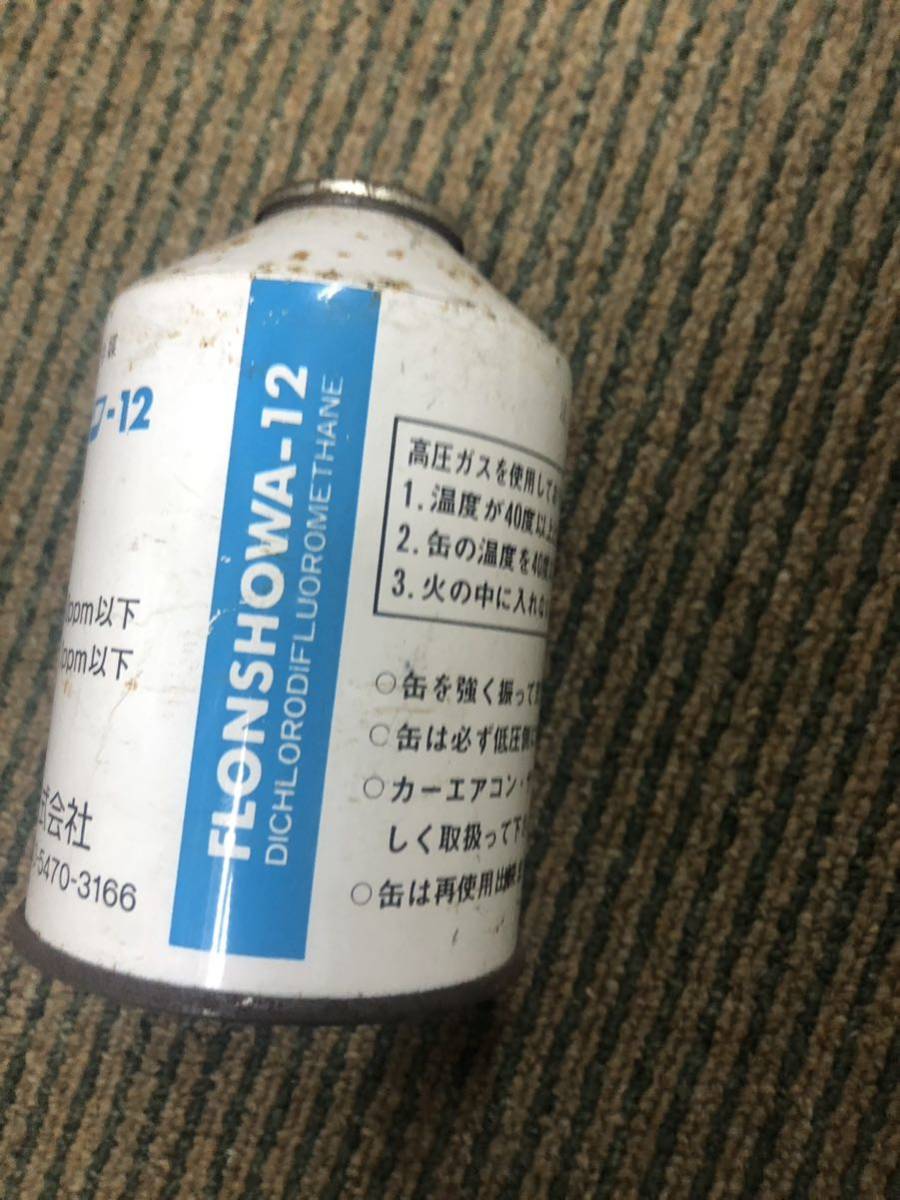 -12
ppm以下
ppm以下
式会社
-5470-3166
FLONSHOWA-12
DICHLORODIFLUOROMETHANE
高圧ガスを使用して
1.温度が40度以上
2.缶の温度を40度
3.火の中に入れな
○缶を強く振って
○缶は必ず低圧側
○カーエアコン・
しく取扱って下
○缶は再使用出来